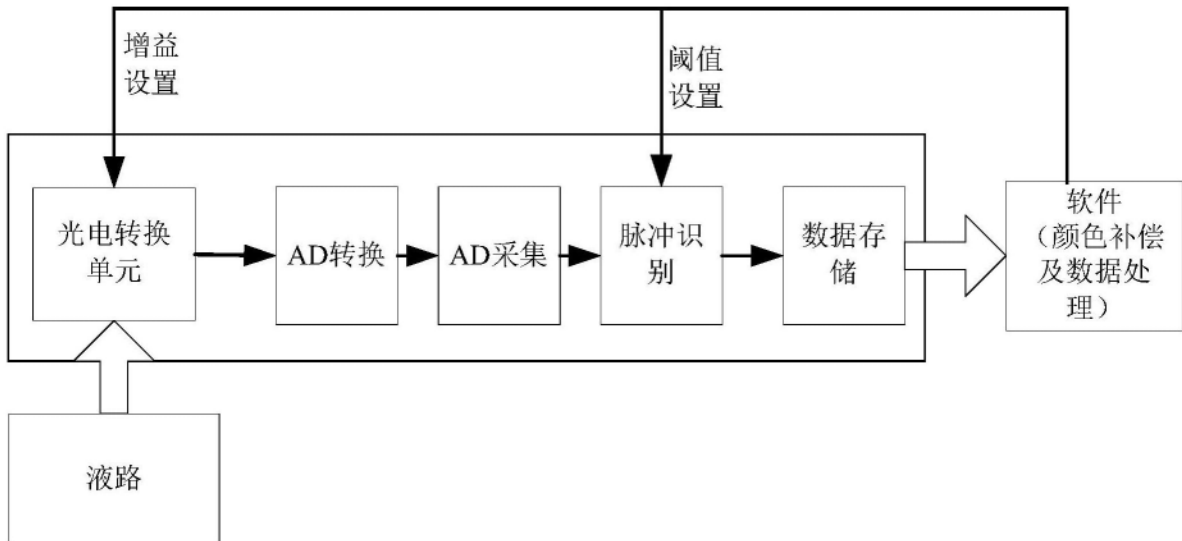 增益
设置
阈值
设置
光电转换
单元
AD转换
AD采集
脉冲识
别
数据存
储
软件
（颜色补偿
及数据处
理）
液路